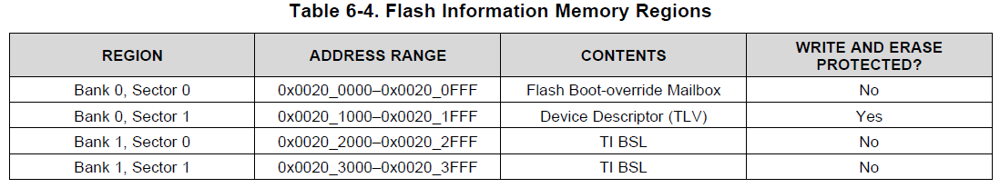 Table 6-4. Flash Information Memory Regions
REGION ADDRESS RANGE CONTENTS WRITE AND ERASE PROTECTED?
Bank 0, Sector 0 0x0020_0000–0x0020_0FFF Flash Boot-override Mailbox No
Bank 0, Sector 1 0x0020_1000–0x0020_1FFF Device Descriptor (TLV) Yes
Bank 1, Sector 0 0x0020_2000–0x0020_2FFF TI BSL No
Bank 1, Sector 1 0x0020_3000–0x0020_3FFF TI BSL No